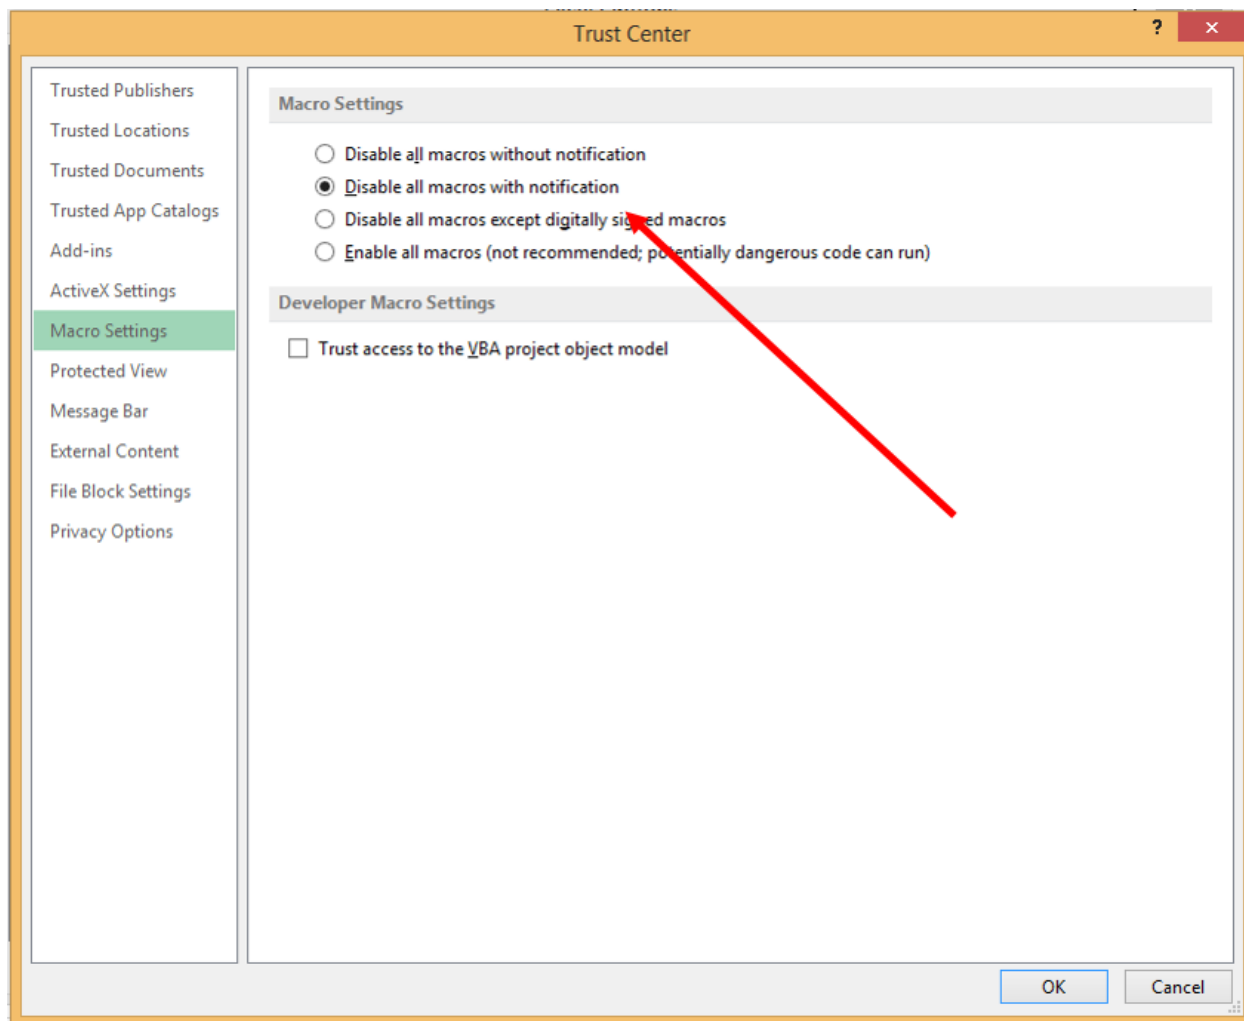 Trust Center
?
Trusted Publishers
Trusted Locations
Trusted Documents
Trusted App Catalogs
Add-ins
ActiveX Settings
Macro Settings
Protected View
Message Bar
External Content
File Block Settings
Privacy Options
Macro Settings
Disable all macros without notification
Disable all macros with notification
Disable all macros except digitally signed macros
Enable all macros (not recommended; potentially dangerous code can run)
Developer Macro Settings
Trust access to the VBA project object model
OK
Cancel